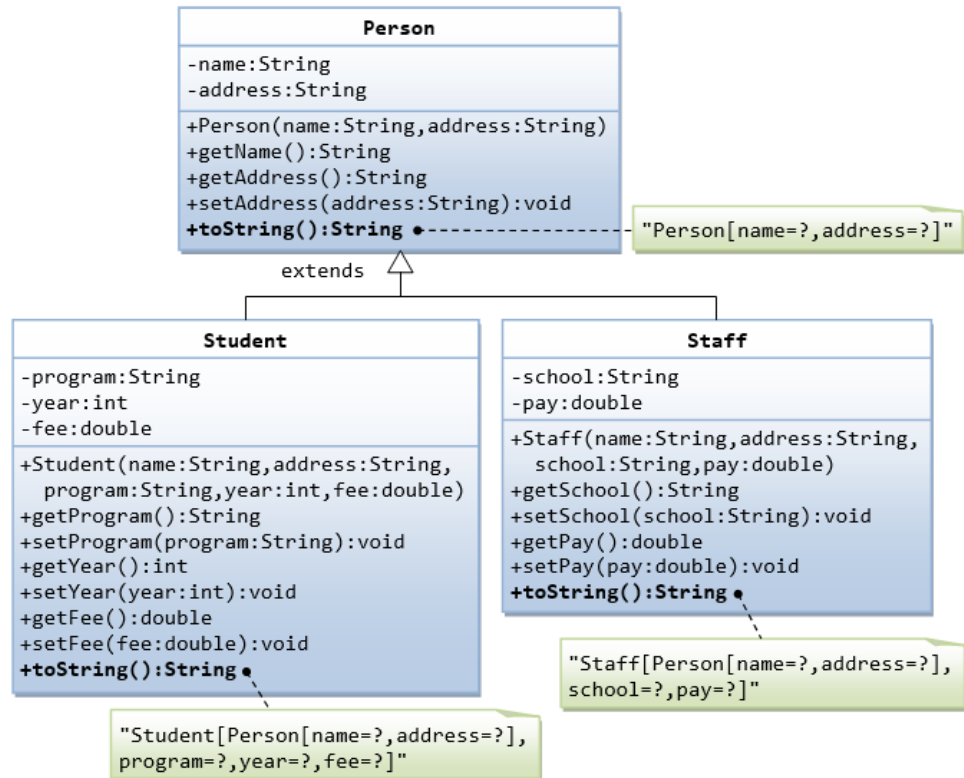 Person
-name:String
-address:String
+Person(name:String,address:String)
+getName():String
+getAddress():String
+setAddress(address:String):void
+toString():String
"Person[name=?,address=?]"
extends
Student
-program:String
-year:int
-fee:double
+Student(name:String,address:String,
program:String,year:int,fee:double)
+getProgram():String
+setProgram(program:String):void
+getYear():int
+setYear(year:int):void
+getFee():double
+setFee(fee:double):void
+toString():String
"Student[Person[name=?,address=?],
program=?,year=?,fee=?]"
Staff
-school:String
-pay:double
+Staff(name:String,address:String,
school:String,pay:double)
+getSchool():String
+setSchool(school:String):void
+getPay():double
+setPay(pay:double):void
+toString():String
"Staff[Person[name=?,address=?],
school=?,pay=?]"